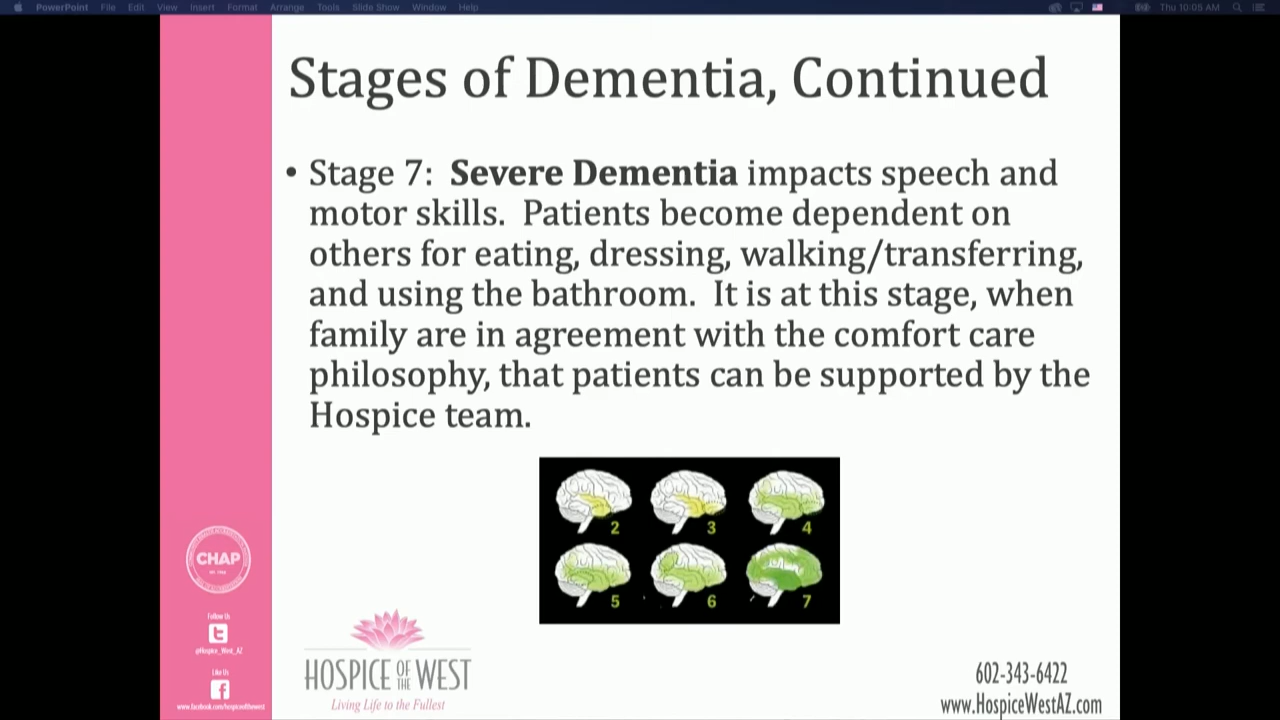 PowerPoint File Edit View Insert Format Arrange Tools Slide Show Window Help Thu 10:05 AM
Stages of Dementia, Continued
• Stage 7: Severe Dementia impacts speech and
motor skills. Patients become dependent on
others for eating, dressing, walking/transferring,
and using the bathroom. It is at this stage, when
family are in agreement with the comfort care
philosophy, that patients can be supported by the
Hospice team.
2 3 4
5 6 7
CHAP
Follow Us
@Hospice_West_AZ
Like Us
www.facebook.com/hospiceofthewest
HOSPICE OF THE WEST
Living Life to the Fullest
602-343-6422
www.HospiceWestAZ.com